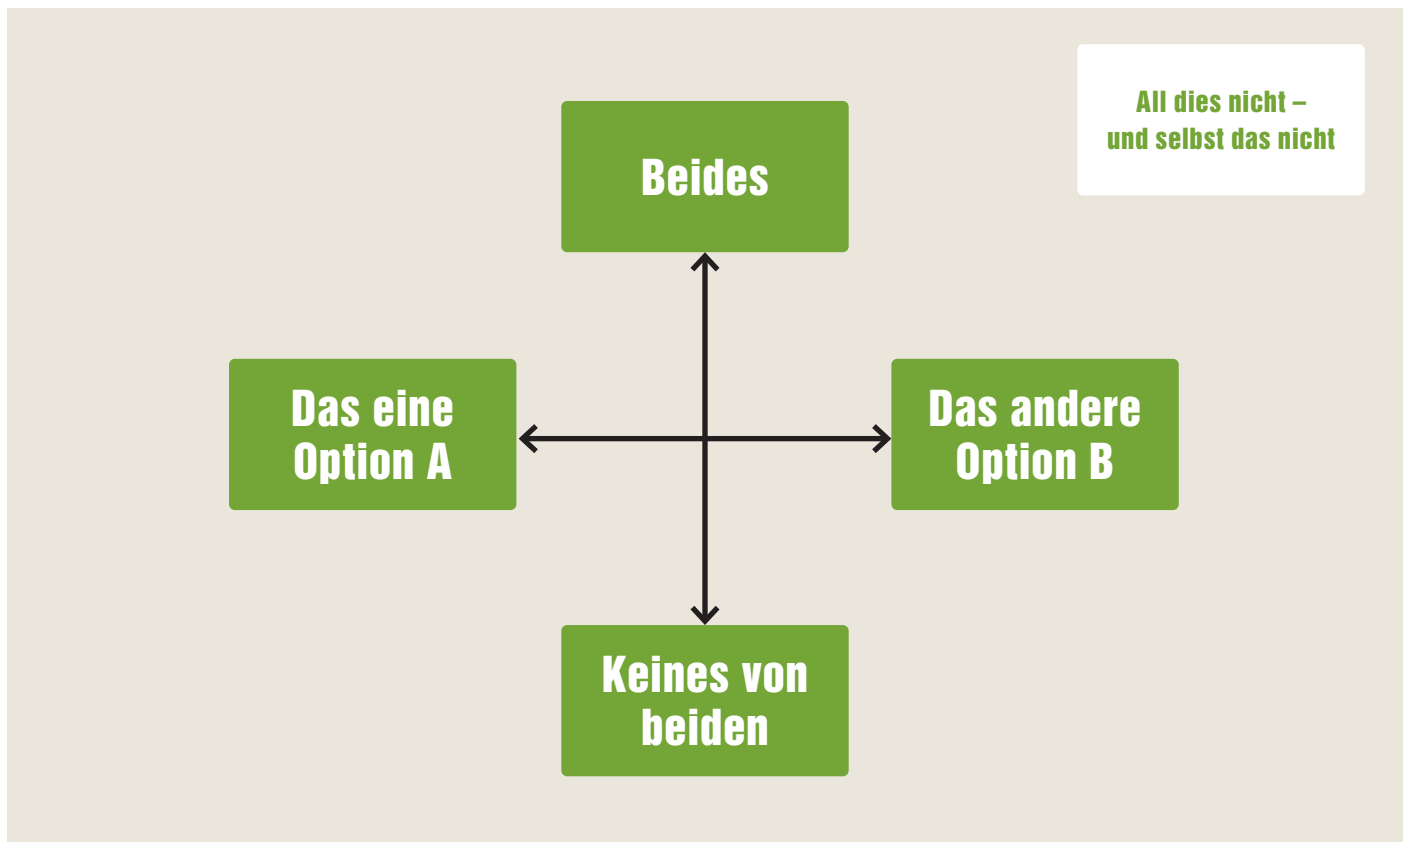 All dies nicht –
und selbst das nicht
Beides
Das eine
Option A
Das andere
Option B
Keines von
beiden